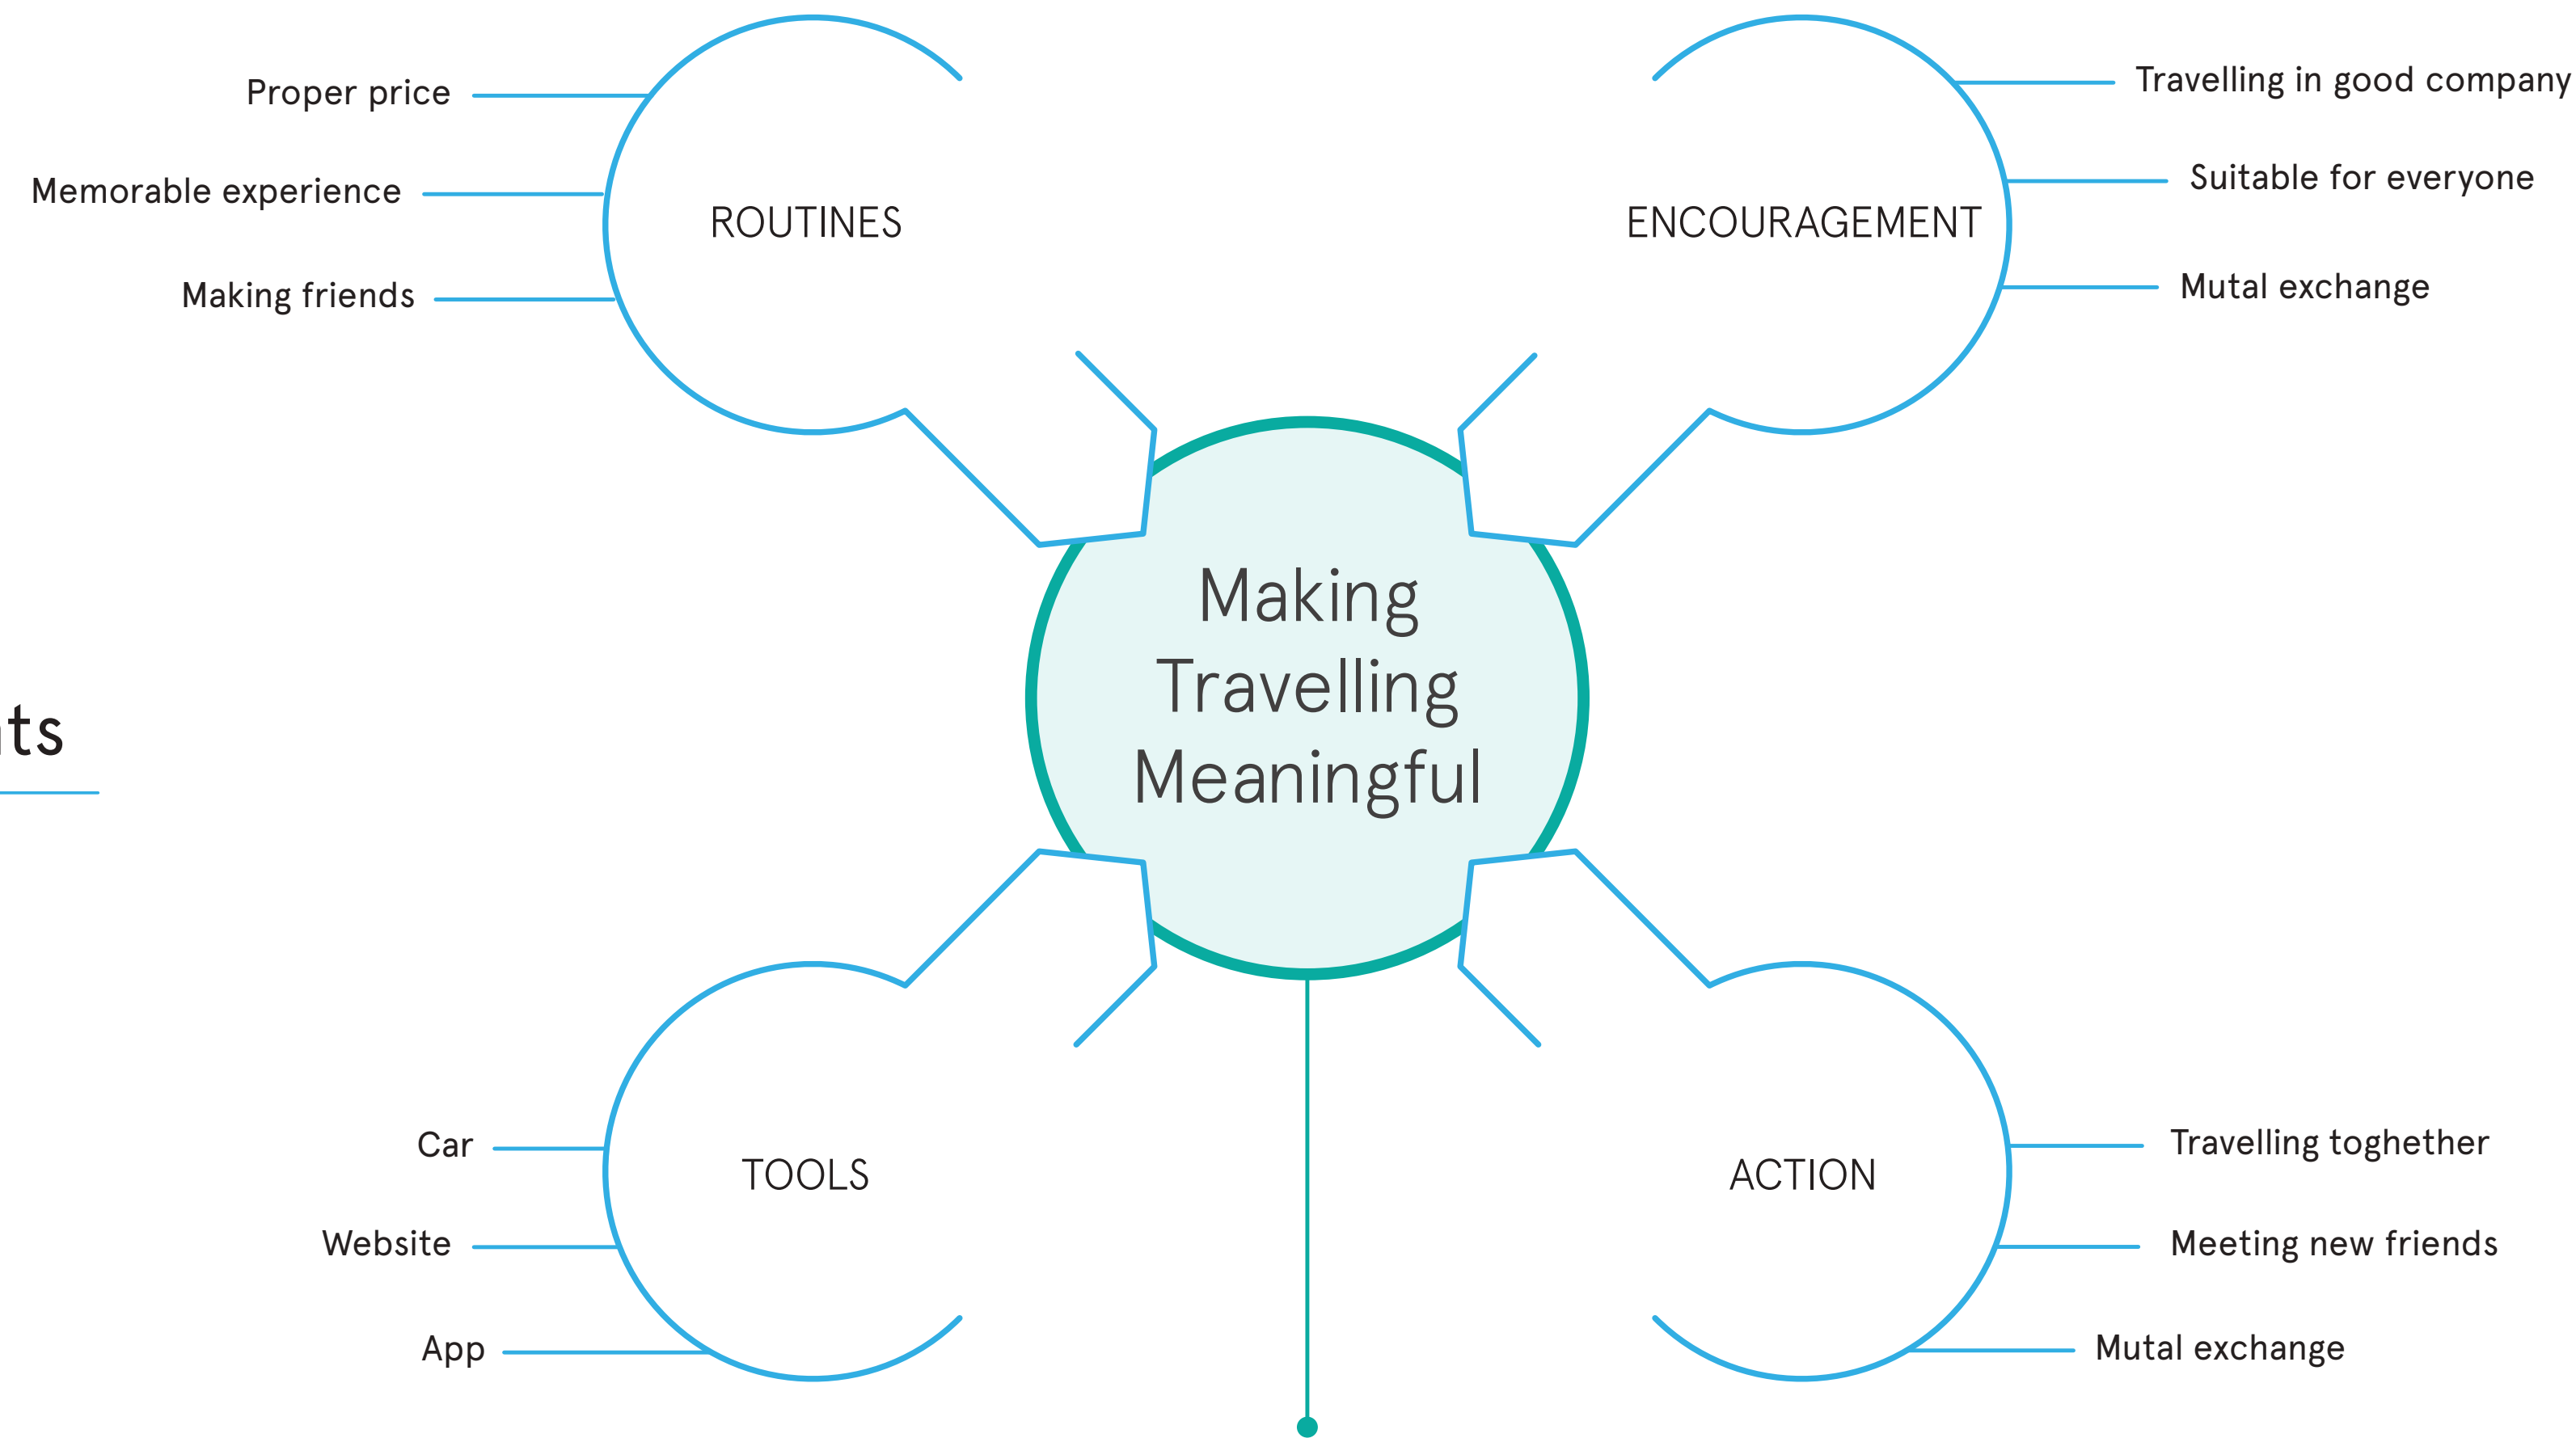 Proper price
Memorable experience
Making friends
ROUTINES
ENCOURAGEMENT
Travelling in good company
Suitable for everyone
Mutal exchange
Making
Travelling
Meaningful
Car
Website
App
TOOLS
ACTION
Travelling toghether
Meeting new friends
Mutal exchange